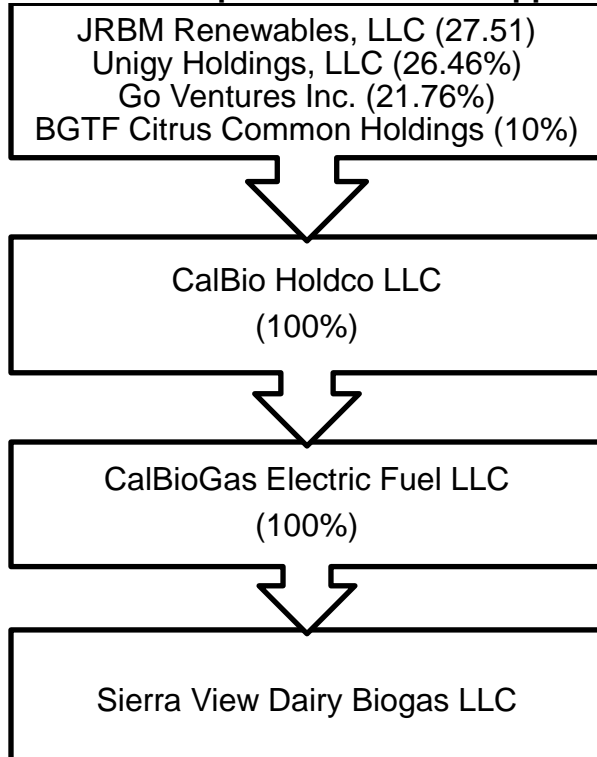 JRBM Renewables, LLC (27.51)
Unigy Holdings, LLC (26.46%)
Go Ventures Inc. (21.76%)
BGTF Citrus Common Holdings (10%)
CalBio Holdco LLC
(100%)
CalBioGas Electric Fuel LLC
(100%)
Sierra View Dairy Biogas LLC